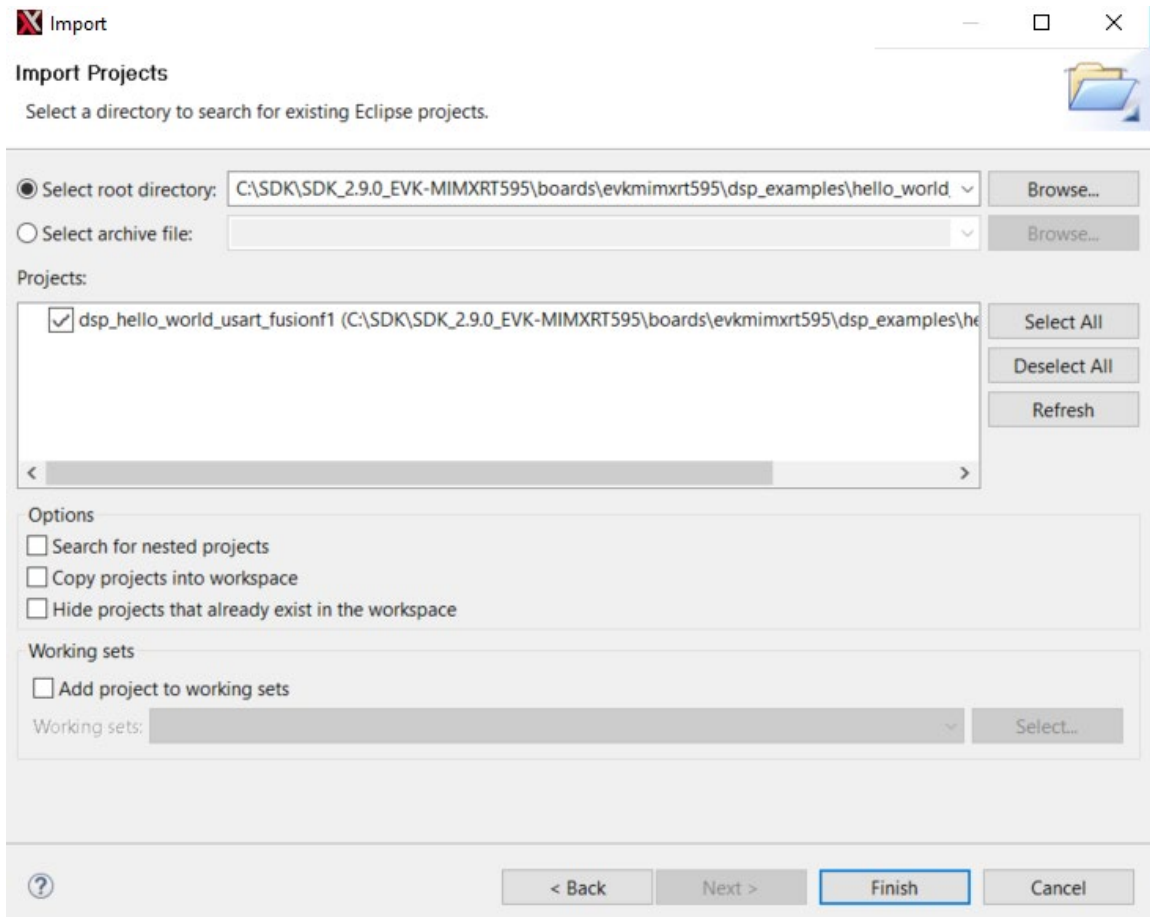 Import
Import Projects
Select a directory to search for existing Eclipse projects.
Select root directory: C:\SDK\SDK_2.9.0_EVK-MIMXRT595\boards\evkmimxrt595\dsp_examples\hello_world_ Browse...
Select archive file: Browse...
Projects:
dsp_hello_world_usart_fusionf1 (C:\SDK\SDK_2.9.0_EVK-MIMXRT595\boards\evkmimxrt595\dsp_examples\he
Select All
Deselect All
Refresh
Options
Search for nested projects
Copy projects into workspace
Hide projects that already exist in the workspace
Working sets
Add project to working sets
Working sets: Select...
? < Back Next > Finish Cancel